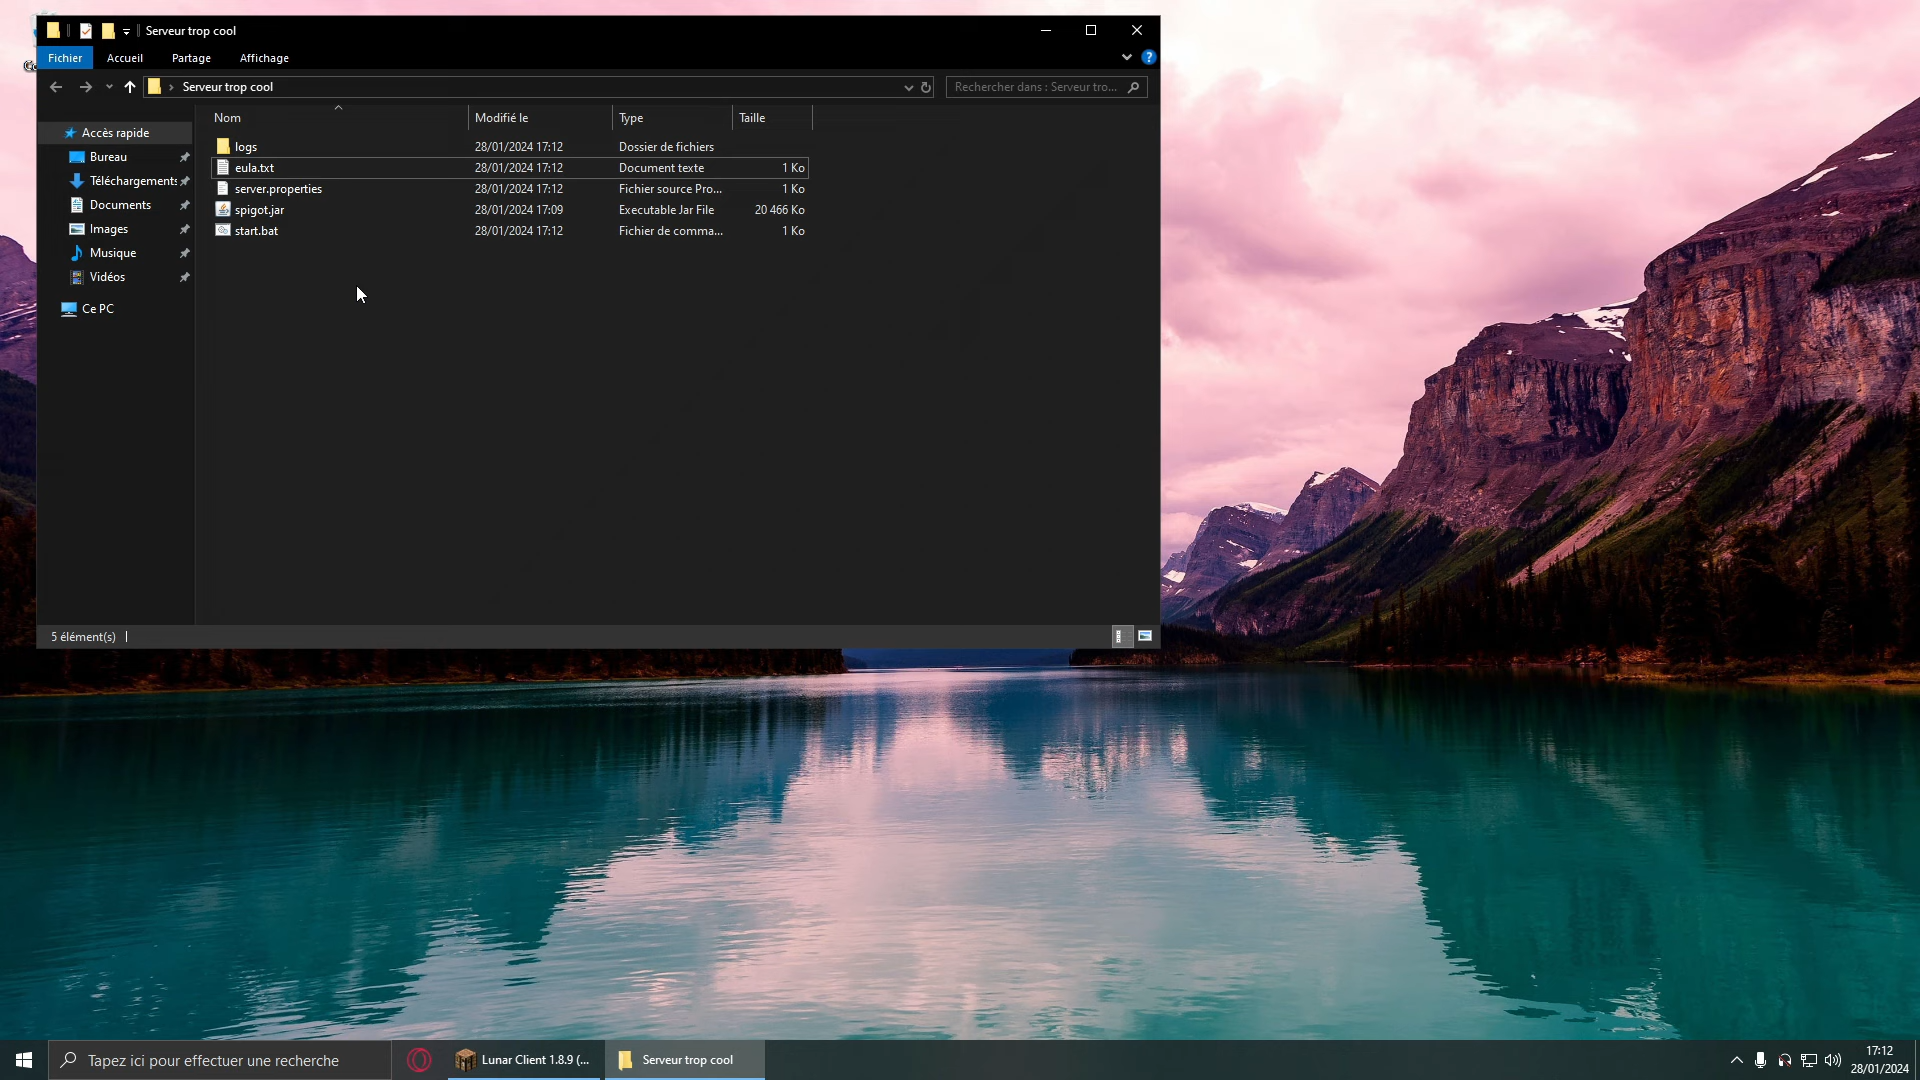 Serveur trop cool
Fichier Accueil Partage Affichage
Serveur trop cool
Rechercher dans : Serveur tro...
Nom Modifié le Type Taille
Accès rapide
Bureau
Téléchargements
Documents
Images
Musique
Vidéos
Ce PC
logs 28/01/2024 17:12 Dossier de fichiers
eula.txt 28/01/2024 17:12 Document texte 1 Ko
server.properties 28/01/2024 17:12 Fichier source Pro... 1 Ko
spigot.jar 28/01/2024 17:09 Executable Jar File 20 466 Ko
start.bat 28/01/2024 17:12 Fichier de comma... 1 Ko
5 élément(s)
Tapez ici pour effectuer une recherche
Lunar Client 1.8.9 (...
Serveur trop cool
17:12
28/01/2024